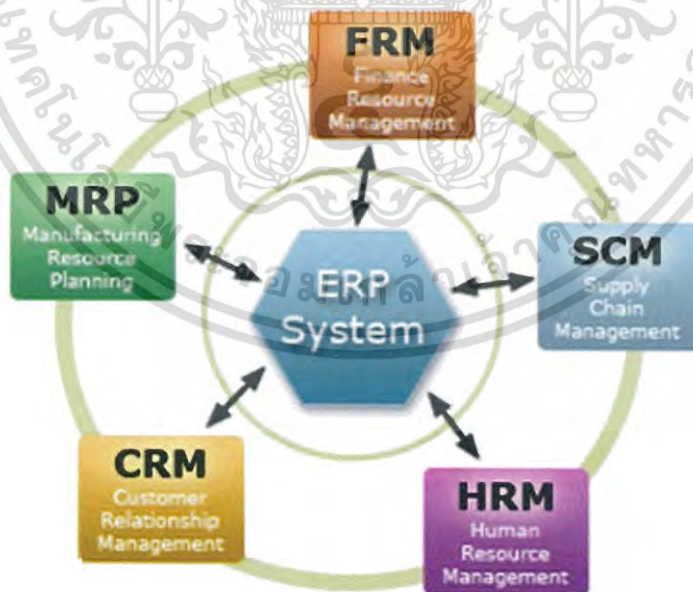 FRM
Finance
Resource
Management
MRP
Manufacturing
Resource
Planning
ERP
System
SCM
Supply
Chain
Management
CRM
Customer
Relationship
Management
HRM
Human
Resource
Management